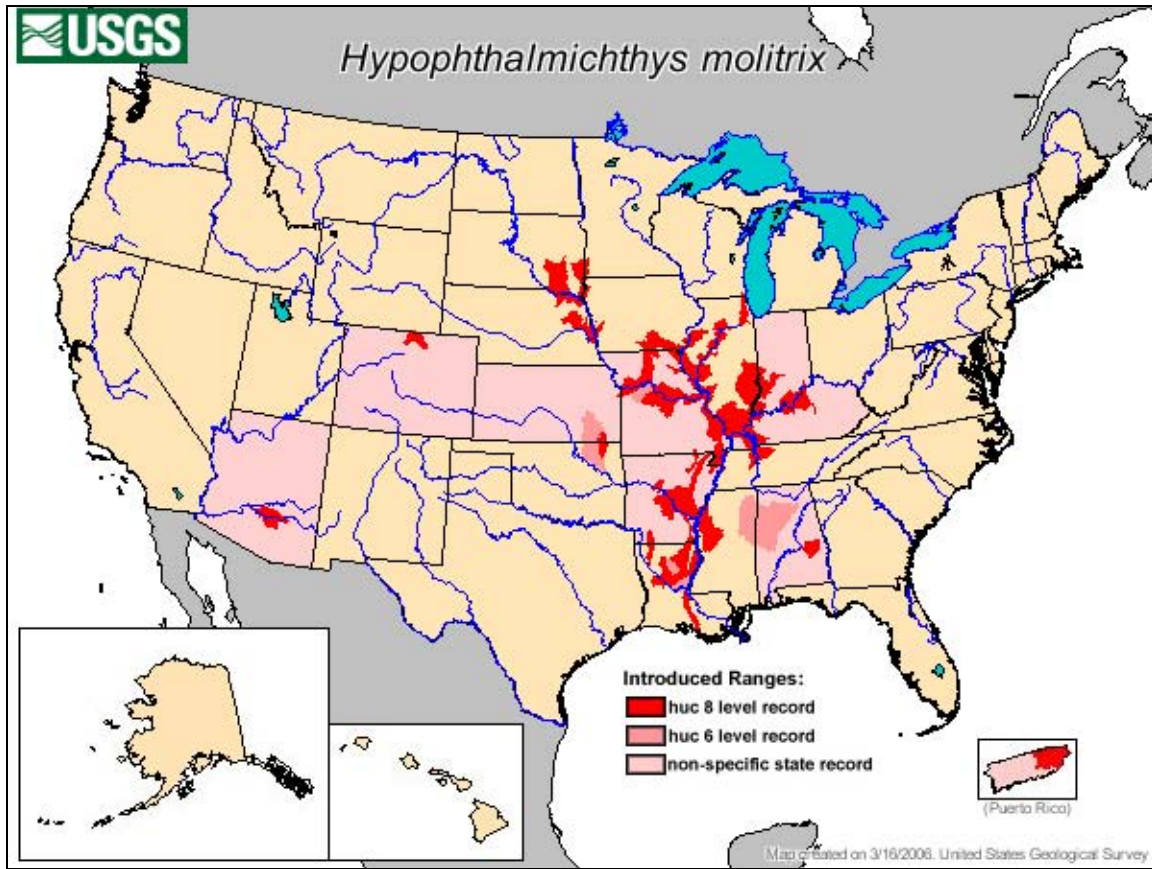 USGS
Hypophthalmichthys molitrix
Introduced Ranges:
huc 8 level record
huc 6 level record
non-specific state record
(Puerto Rico)
Map created on 3/16/2006. United States Geological Survey